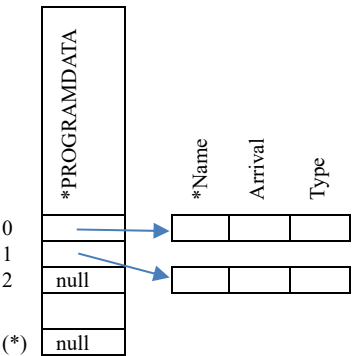 *PROGRAMDATA
*Name
Arrival
Type
0
1
2 null
(*) null